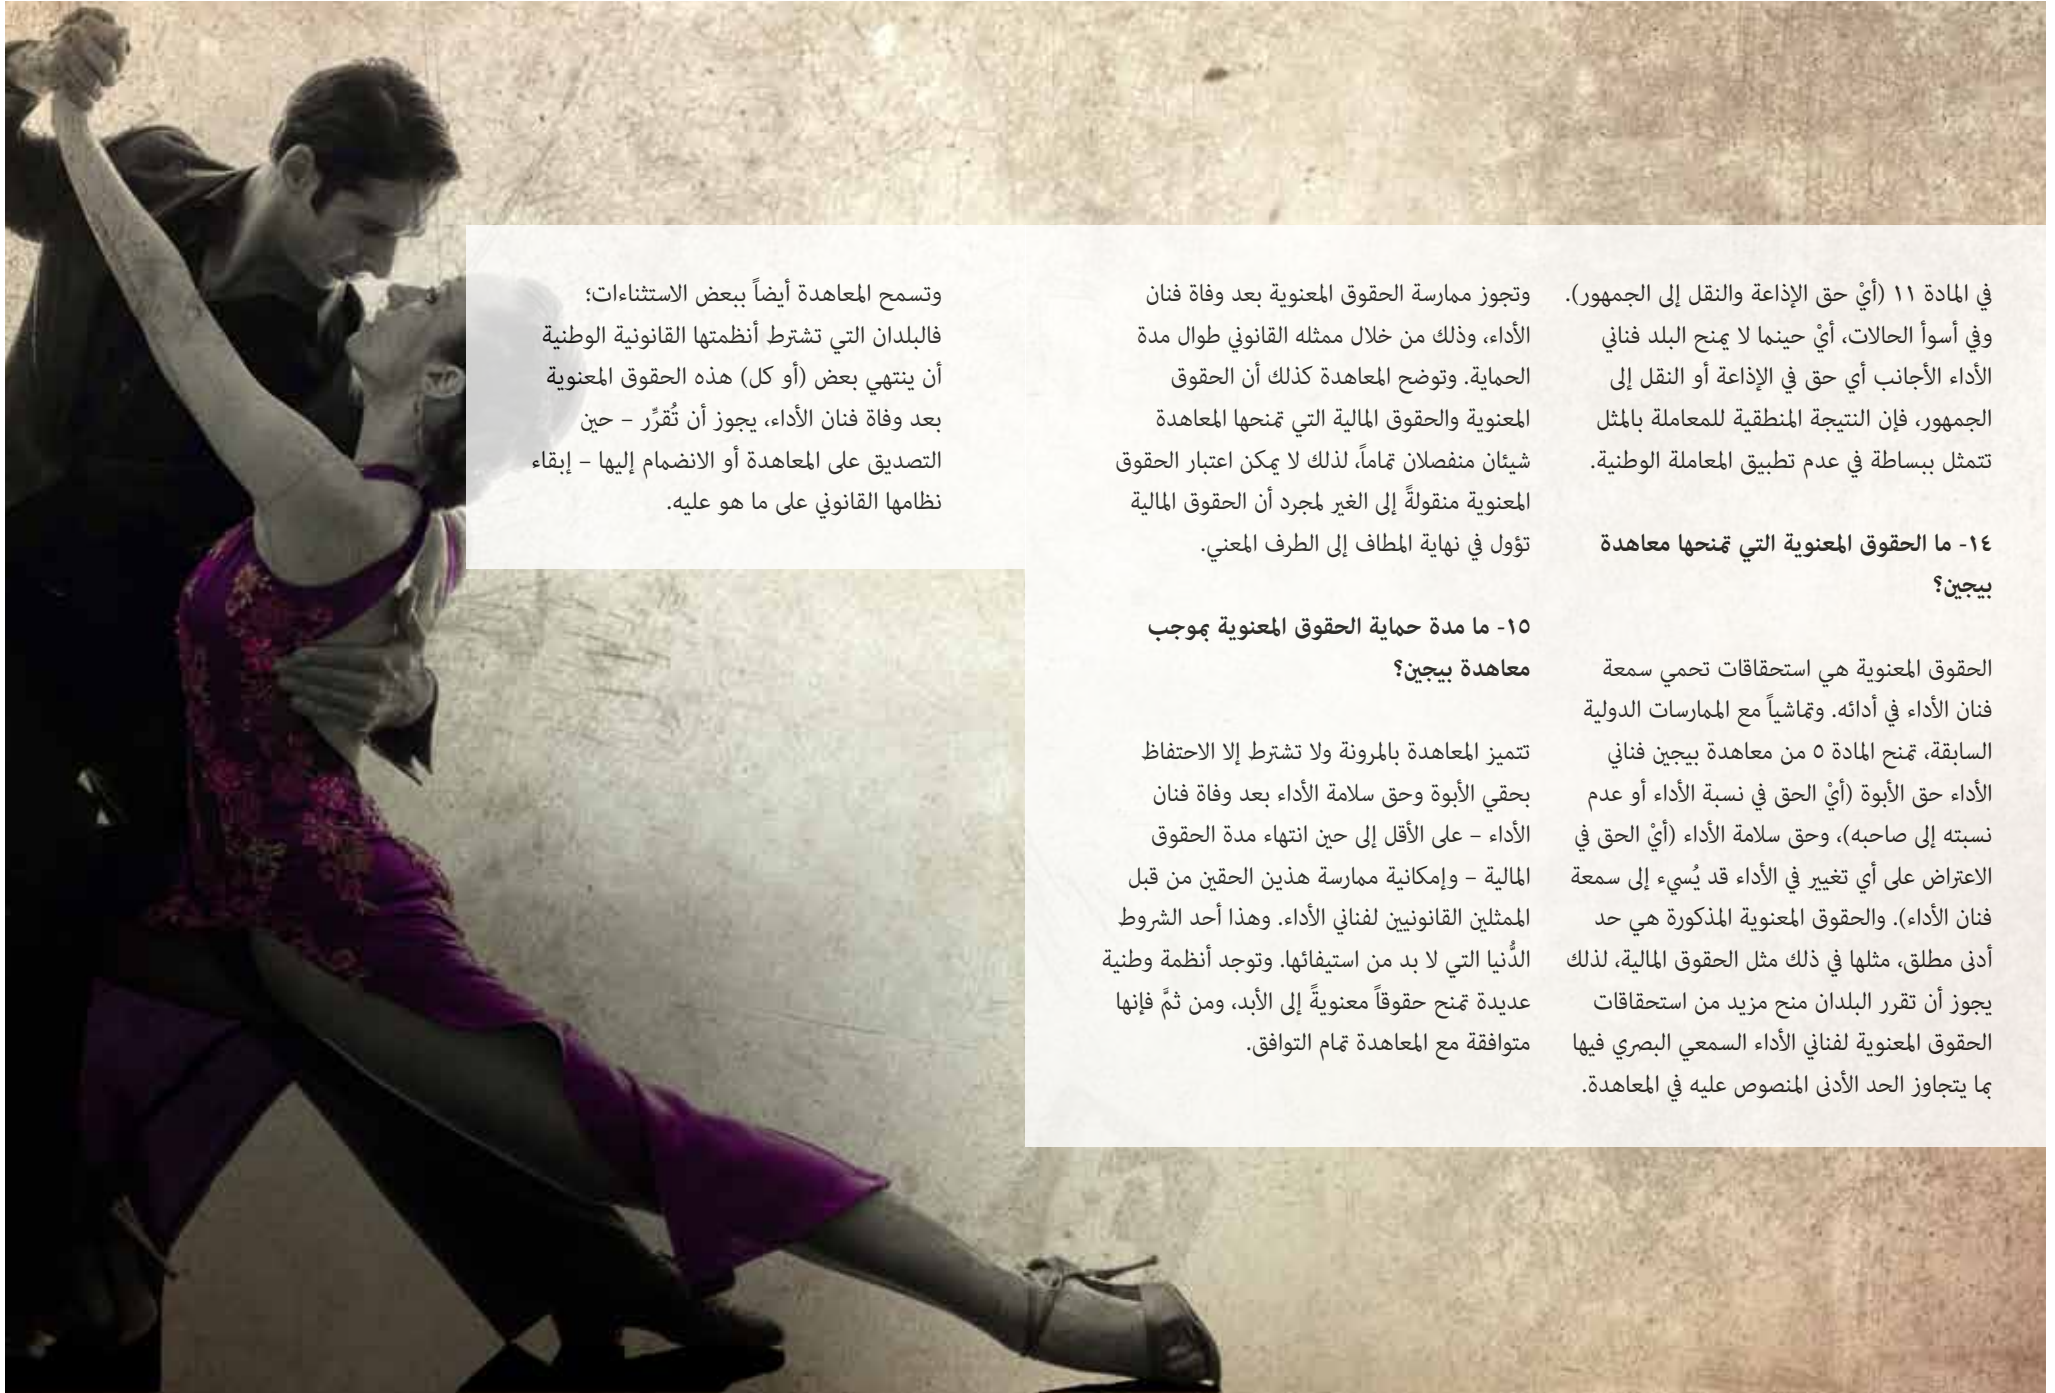 في المادة ١١ (أيْ حق الإذاعة والنقل إلى الجمهور).
وفي أسوأ الحالات، أيْ حينما لا يمنح البلد فناني
الأداء الأجانب أي حق في الإذاعة أو النقل إلى
الجمهور، فإن النتيجة المنطقية للمعاملة بالمثل
تتمثل ببساطة في عدم تطبيق المعاملة الوطنية.
١٤- ما الحقوق المعنوية التي تمنحها معاهدة
بيجين؟
الحقوق المعنوية هي استحقاقات تحمي سمعة
فنان الأداء في أدائه. وتماشياً مع الممارسات الدولية
السابقة، تمنح المادة ٥ من معاهدة بيجين فناني
الأداء حق الأبوة (أيْ الحق في نسبة الأداء أو عدم
نسبته إلى صاحبه)، وحق سلامة الأداء (أيْ الحق في
الاعتراض على أي تغيير في الأداء قد يُسيء إلى سمعة
فنان الأداء). والحقوق المعنوية المذكورة هي حد
أدنى مطلق، مثلها في ذلك مثل الحقوق المالية، لذلك
يجوز أن تقرر البلدان منح مزيد من استحقاقات
الحقوق المعنوية لفناني الأداء السمعي البصري فيها
بما يتجاوز الحد الأدنى المنصوص عليه في المعاهدة.
وتجوز ممارسة الحقوق المعنوية بعد وفاة فنان
الأداء، وذلك من خلال ممثله القانوني طوال مدة
الحماية. وتوضح المعاهدة كذلك أن الحقوق
المعنوية والحقوق المالية التي تمنحها المعاهدة
شيئان منفصلان تماماً، لذلك لا يمكن اعتبار الحقوق
المعنوية منقولةً إلى الغير لمجرد أن الحقوق المالية
تؤول في نهاية المطاف إلى الطرف المعني.
١٥- ما مدة حماية الحقوق المعنوية بموجب
معاهدة بيجين؟
تتميز المعاهدة بالمرونة ولا تشترط إلا الاحتفاظ
بحقي الأبوة وحق سلامة الأداء بعد وفاة فنان
الأداء – على الأقل إلى حين انتهاء مدة الحقوق
المالية – وإمكانية ممارسة هذين الحقين من قبل
الممثلين القانونيين لفناني الأداء. وهذا أحد الشروط
الدُّنيا التي لا بد من استيفائها. وتوجد أنظمة وطنية
عديدة تمنح حقوقاً معنويةً إلى الأبد، ومن ثمَّ فإنها
متوافقة مع المعاهدة تمام التوافق.
وتسمح المعاهدة أيضاً ببعض الاستثناءات؛
فالبلدان التي تشترط أنظمتها القانونية الوطنية
أن ينتهي بعض (أو كل) هذه الحقوق المعنوية
بعد وفاة فنان الأداء، يجوز أن تُقرِّر – حين
التصديق على المعاهدة أو الانضمام إليها – إبقاء
نظامها القانوني على ما هو عليه.